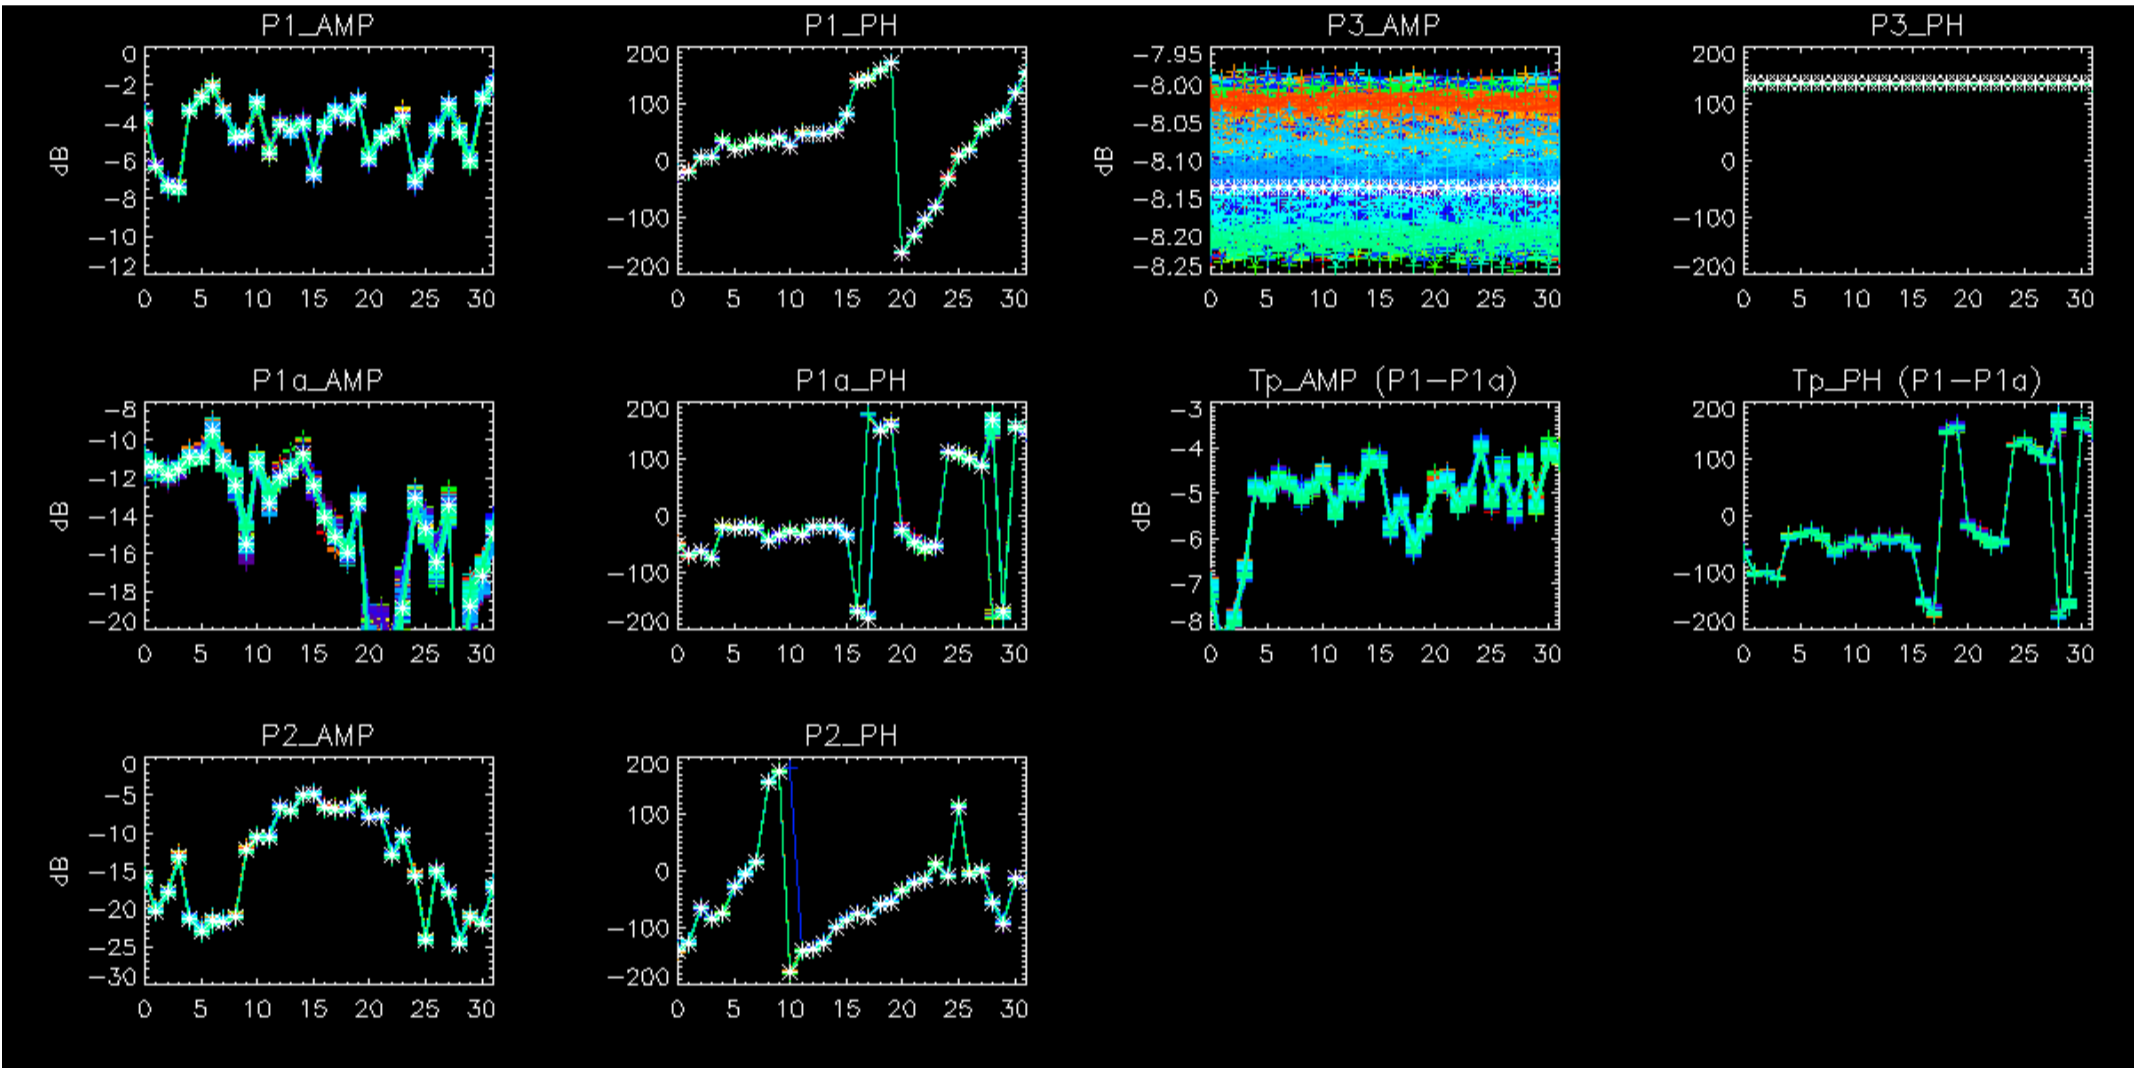 P1_AMP P1_PH P3_AMP P3_PH
0 200 -7.95 200
-2 100 -8.00 100
-4 0 -8.05 0
-6 -100 -8.10 -100
-8 -200 -8.15 -200
-10 -8.20
-12 -8.25
dB dB
0 5 10 15 20 25 30 0 5 10 15 20 25 30 0 5 10 15 20 25 30 0 5 10 15 20 25 30
P1a_AMP P1a_PH Tp_AMP (P1-P1a) Tp_PH (P1-P1a)
-8 200 -3 200
-10 100 -4 100
-12 0 -5 0
-14 -100 -6 -100
-16 -200 -7 -200
-18 -8
-20
dB dB
0 5 10 15 20 25 30 0 5 10 15 20 25 30 0 5 10 15 20 25 30 0 5 10 15 20 25 30
P2_AMP P2_PH
0 200
-5 100
-10 0
-15 -100
-20 -200
-25
-30
dB
0 5 10 15 20 25 30 0 5 10 15 20 25 30